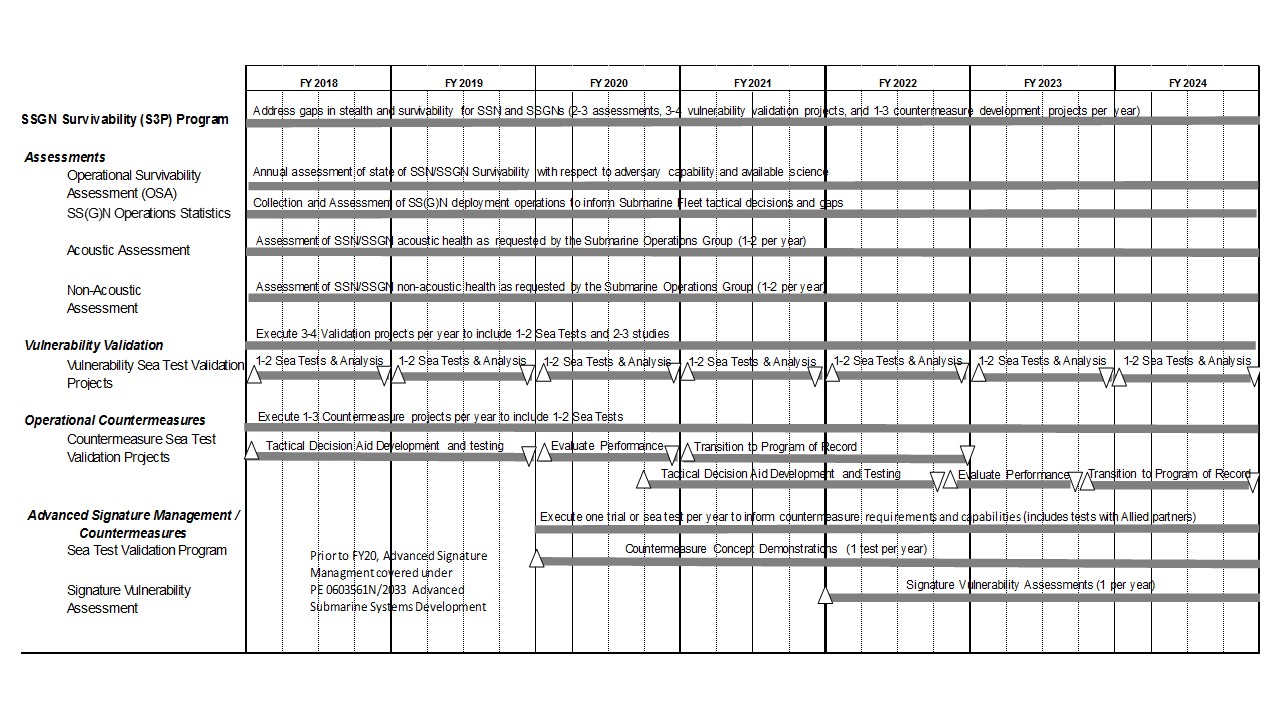 FY 2018 FY 2019 FY 2020 FY 2021 FY 2022 FY 2023 FY 2024
Address gaps in stealth and survivability for SSN and SSGNs (2-3 assessments, 3-4 vulnerability validation projects, and 1-3 countermeasure development projects per year)
SSGN Survivability (S3P) Program
Assessments
Operational Survivability
Assessment (OSA)
Annual assessment of state of SSN/SSGN Survivability with respect to adversary capability and available science
SS(G)N Operations Statistics
Collection and Assessment of SS(G)N deployment operations to inform Submarine Fleet tactical decisions and gaps
Acoustic Assessment
Assessment of SSN/SSGN acoustic health as requested by the Submarine Operations Group (1-2 per year)
Non-Acoustic
Assessment
Assessment of SSN/SSGN non-acoustic health as requested by the Submarine Operations Group (1-2 per year)
Execute 3-4 Validation projects per year to include 1-2 Sea Tests and 2-3 studies
Vulnerability Validation
Vulnerability Sea Test Validation
Projects
1-2 Sea Tests & Analysis 1-2 Sea Tests & Analysis 1-2 Sea Tests & Analysis 1-2 Sea Tests & Analysis 1-2 Sea Tests & Analysis 1-2 Sea Tests & Analysis 1-2 Sea Tests & Analysis
Operational Countermeasures
Execute 1-3 Countermeasure projects per year to include 1-2 Sea Tests
Countermeasure Sea Test
Validation Projects
Tactical Decision Aid Development and testing Evaluate Performance Transition to Program of Record
Tacdical Decision Aid Development and Testing Evaluate Performance Transition to Program of Record
Advanced Signature Management /
Countermeasures
Execute one trial or sea test per year to inform countermeasure requirements and capabilities (includes tests with Allied partners)
Sea Test Validation Program
Countermeasure Concept Demonstrations (1 test per year)
Prior to FY20, Advanced Signature
Managment covered under
PE 0603561N/2033 Advanced
Submarine Systems Development
Signature Vulnerability
Assessment
Signature Vulnerability Assessments (1 per year)